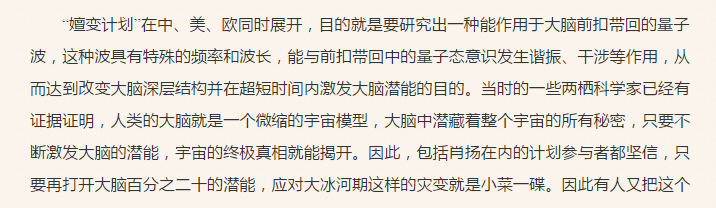 “嬗变计划”在中、美、欧同时展开，目的就是要研究出一种能作用于大脑前扣带回的量子
波，这种波具有特殊的频率和波长，能与前扣带回中的量子态意识发生谐振、干涉等作用，从
而达到改变大脑深层结构并在超短时间内激发大脑潜能的目的。当时的一些两栖科学家已经有
证据证明，人类的大脑就是一个微缩的宇宙模型，大脑中潜藏着整个宇宙的所有秘密，只要不
断激发大脑的潜能，宇宙的终极真相就能揭开。因此，包括肖扬在内的计划参与者都坚信，只
要再打开大脑百分之二十的潜能，应对大冰河期这样的灾变就是小菜一碟。因此有人又把这个